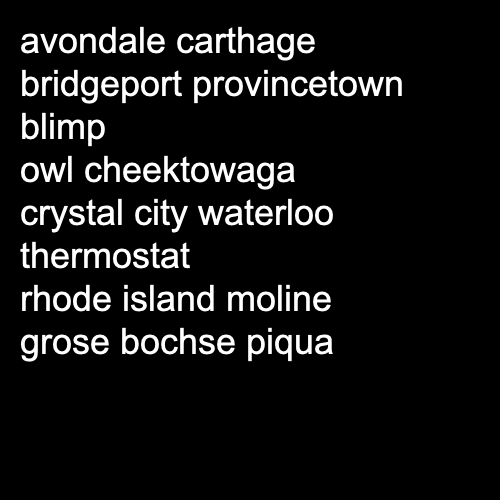 avondale carthage
bridgeport provincetown
blimp
owl cheektowaga
crystal city waterloo
thermostat
rhode island moline
grose bochse piqua